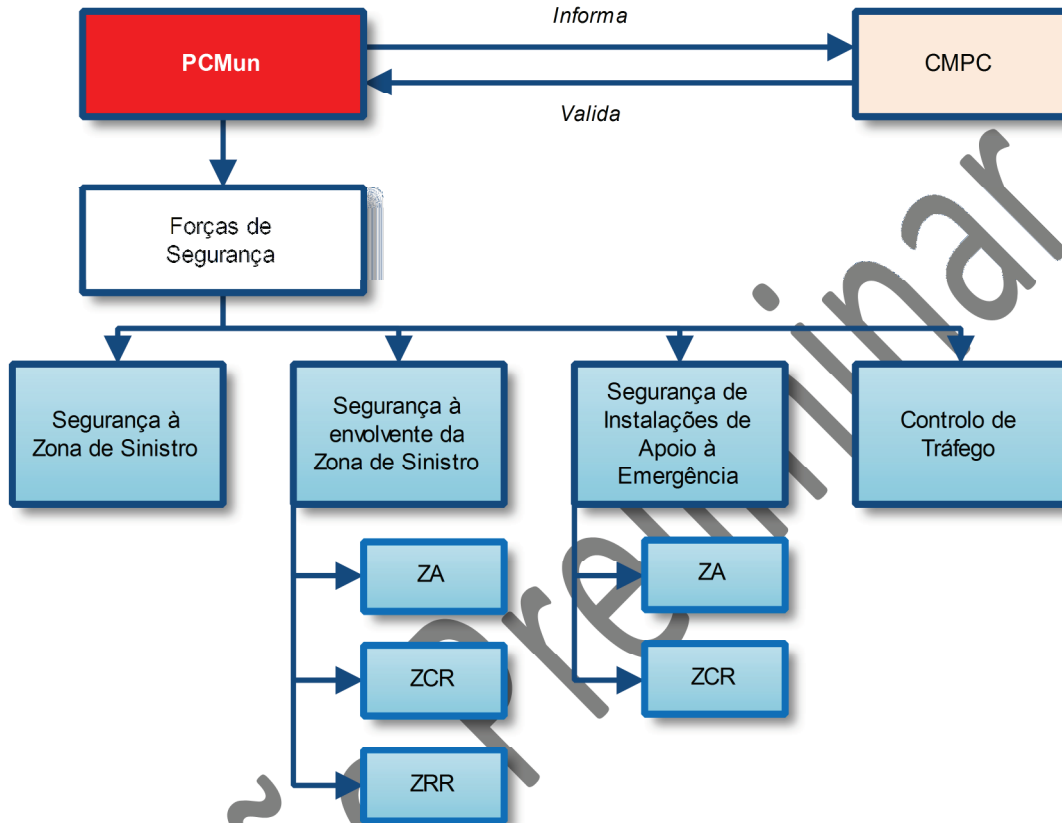 Informa
PCMun
CMPC
Valida
Forças de
Segurança
Segurança à
Zona de Sinistro
Segurança à
envolvente da
Zona de Sinistro
Segurança de
Instalações de
Apoio à
Emergência
Controlo de
Tráfego
ZA
ZA
ZCR
ZCR
ZRR
Preliminar